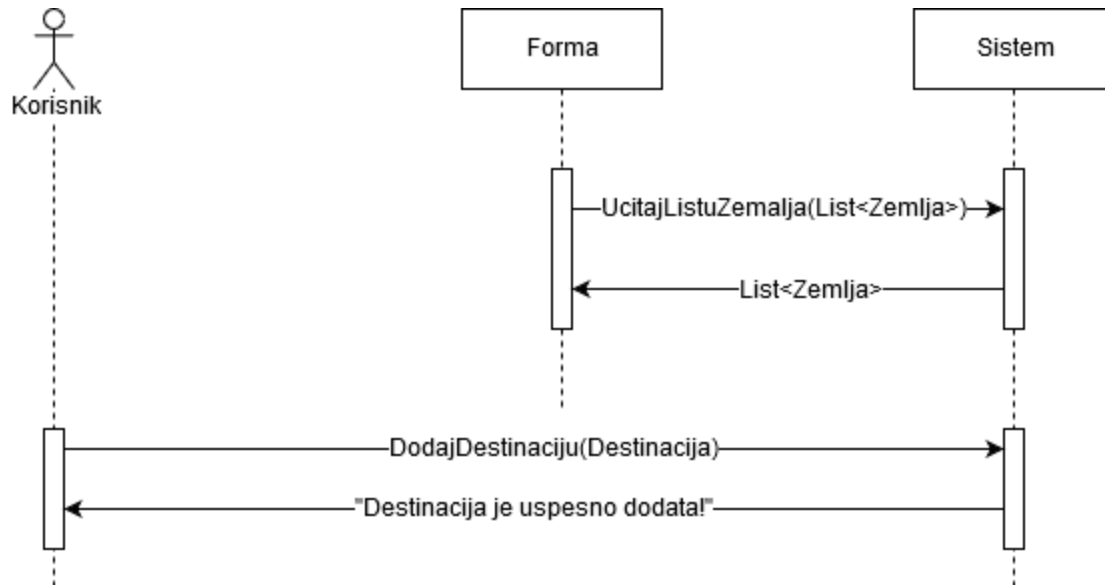 Forma
Sistem
Korisnik
UcitajListuZemalja(List<Zemlja>)
List<Zemlja>
DodajDestinaciju(Destinacija)
"Destinacija je uspesno dodata!"